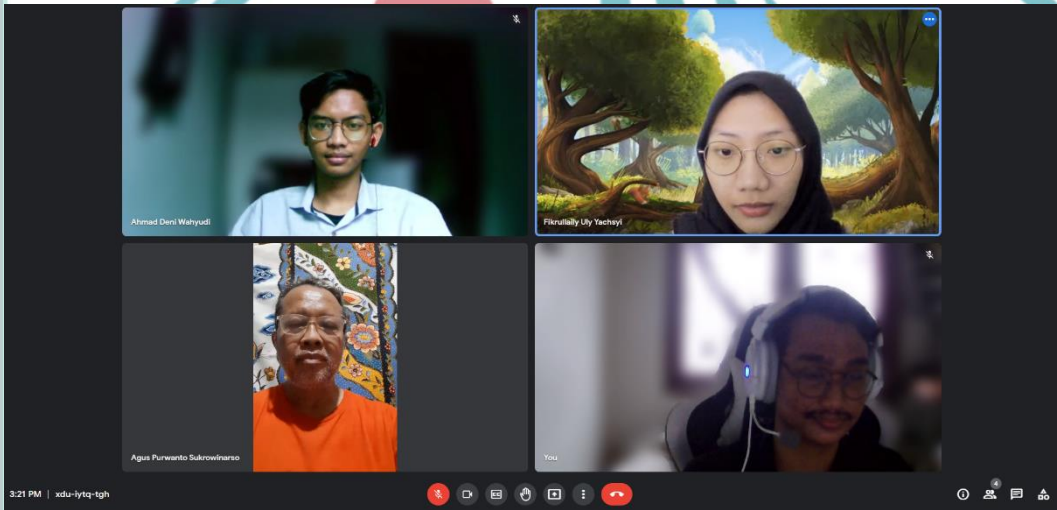 Ahmad Deni Wahyudi
Fikrullaily Uly Yachsyi
Agus Purwanto Sukrowinarso
You
3:21 PM | xdu-iytq-tgh
4